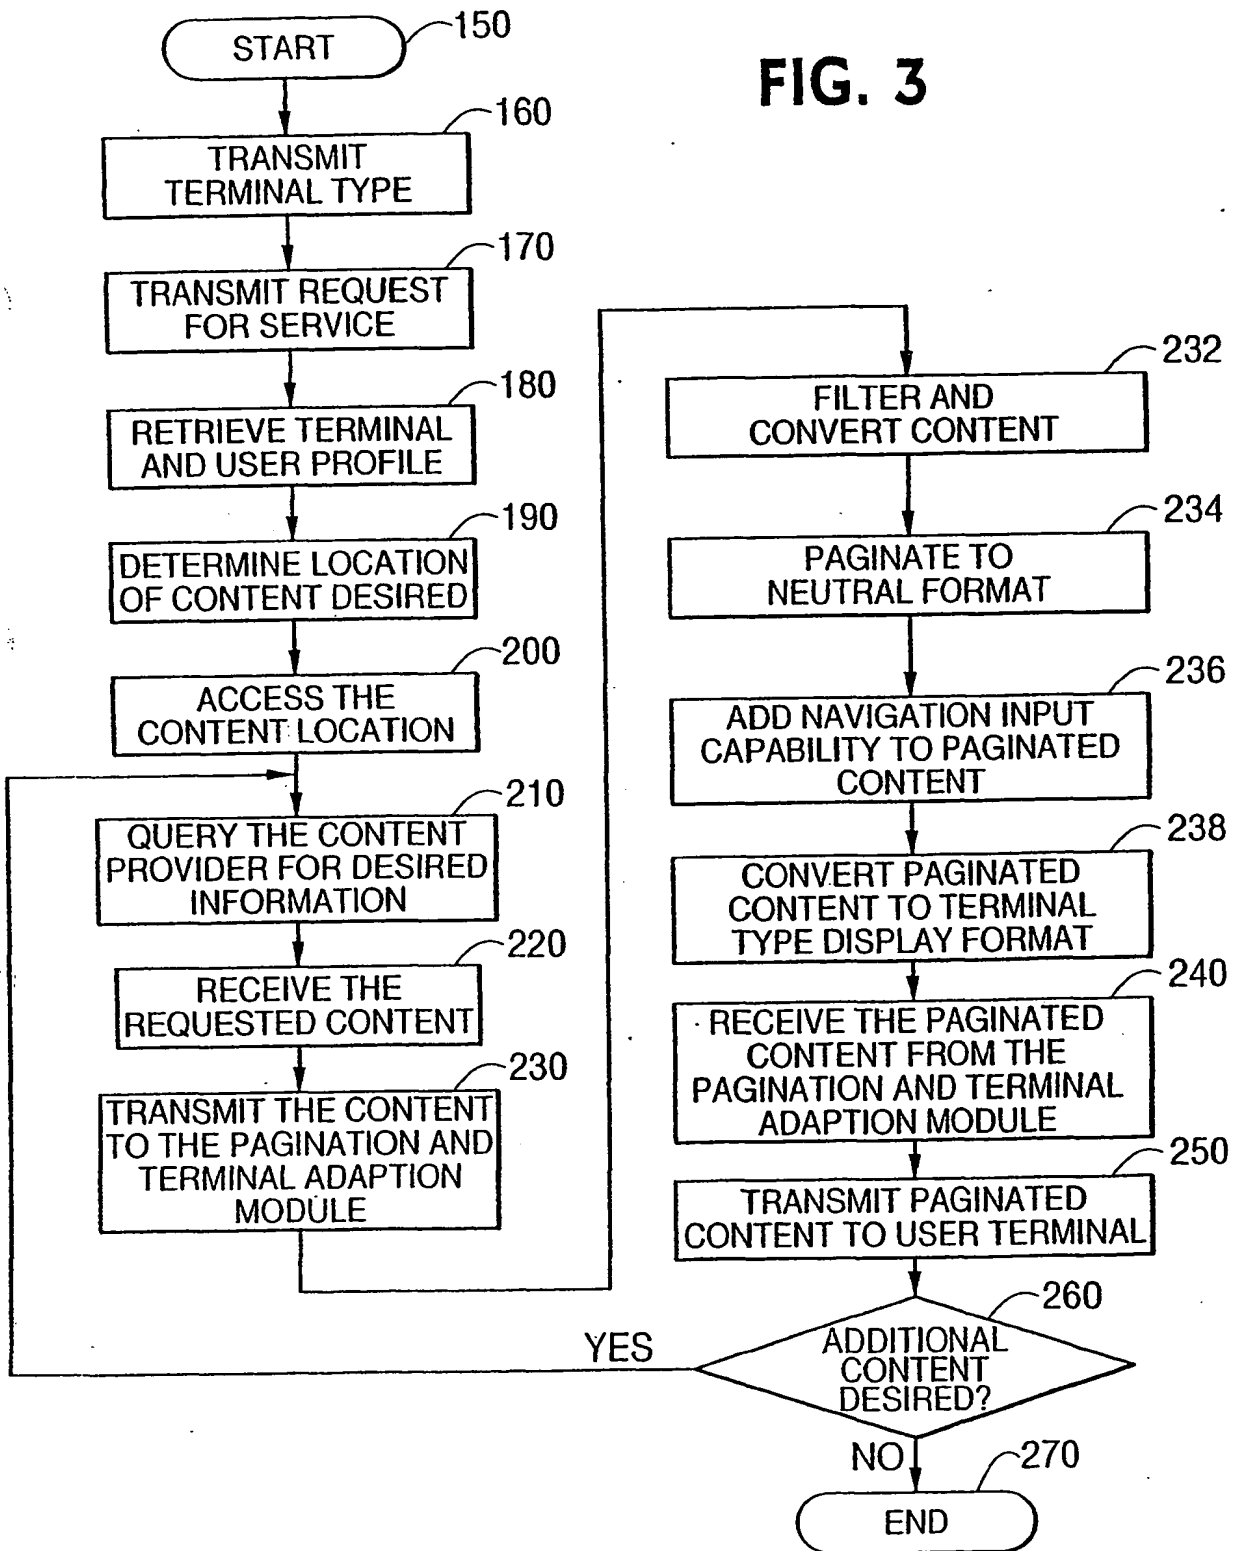 FIG. 3
START
150
160
TRANSMIT
TERMINAL TYPE
170
TRANSMIT REQUEST
FOR SERVICE
180
RETRIEVE TERMINAL
AND USER PROFILE
190
DETERMINE LOCATION
OF CONTENT DESIRED
200
ACCESS THE
CONTENT LOCATION
210
QUERY THE CONTENT
PROVIDER FOR DESIRED
INFORMATION
220
RECEIVE THE
REQUESTED CONTENT
230
TRANSMIT THE CONTENT
TO THE PAGINATION AND
TERMINAL ADAPTION
MODULE
232
FILTER AND
CONVERT CONTENT
234
PAGINATE TO
NEUTRAL FORMAT
236
ADD NAVIGATION INPUT
CAPABILITY TO PAGINATED
CONTENT
238
CONVERT PAGINATED
CONTENT TO TERMINAL
TYPE DISPLAY FORMAT
240
RECEIVE THE PAGINATED
CONTENT FROM THE
PAGINATION AND TERMINAL
ADAPTION MODULE
250
TRANSMIT PAGINATED
CONTENT TO USER TERMINAL
260
ADDITIONAL
CONTENT
DESIRED?
YES
NO
270
END